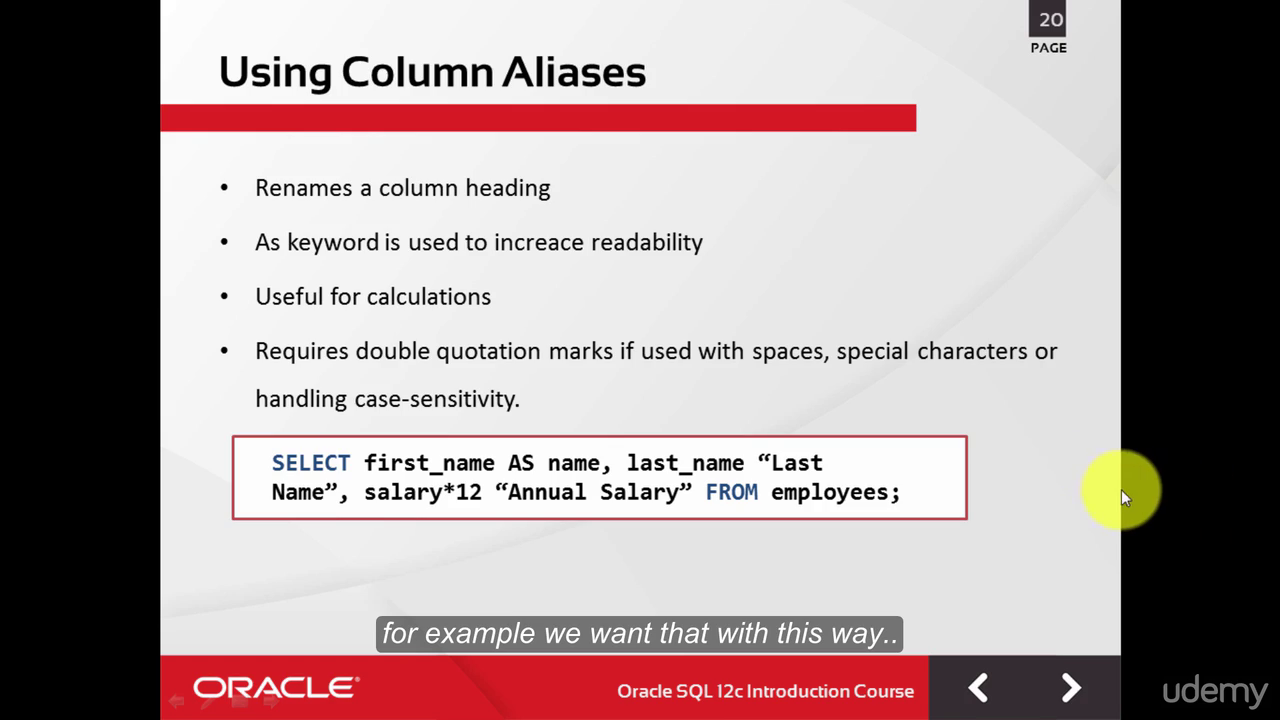 20
PAGE
Using Column Aliases
• Renames a column heading
• As keyword is used to increace readability
• Useful for calculations
• Requires double quotation marks if used with spaces, special characters or
handling case-sensitivity.
SELECT first_name AS name, last_name “Last
Name”, salary*12 “Annual Salary” FROM employees;
for example we want that with this way..
ORACLE®
Oracle SQL 12c Introduction Course
udemy